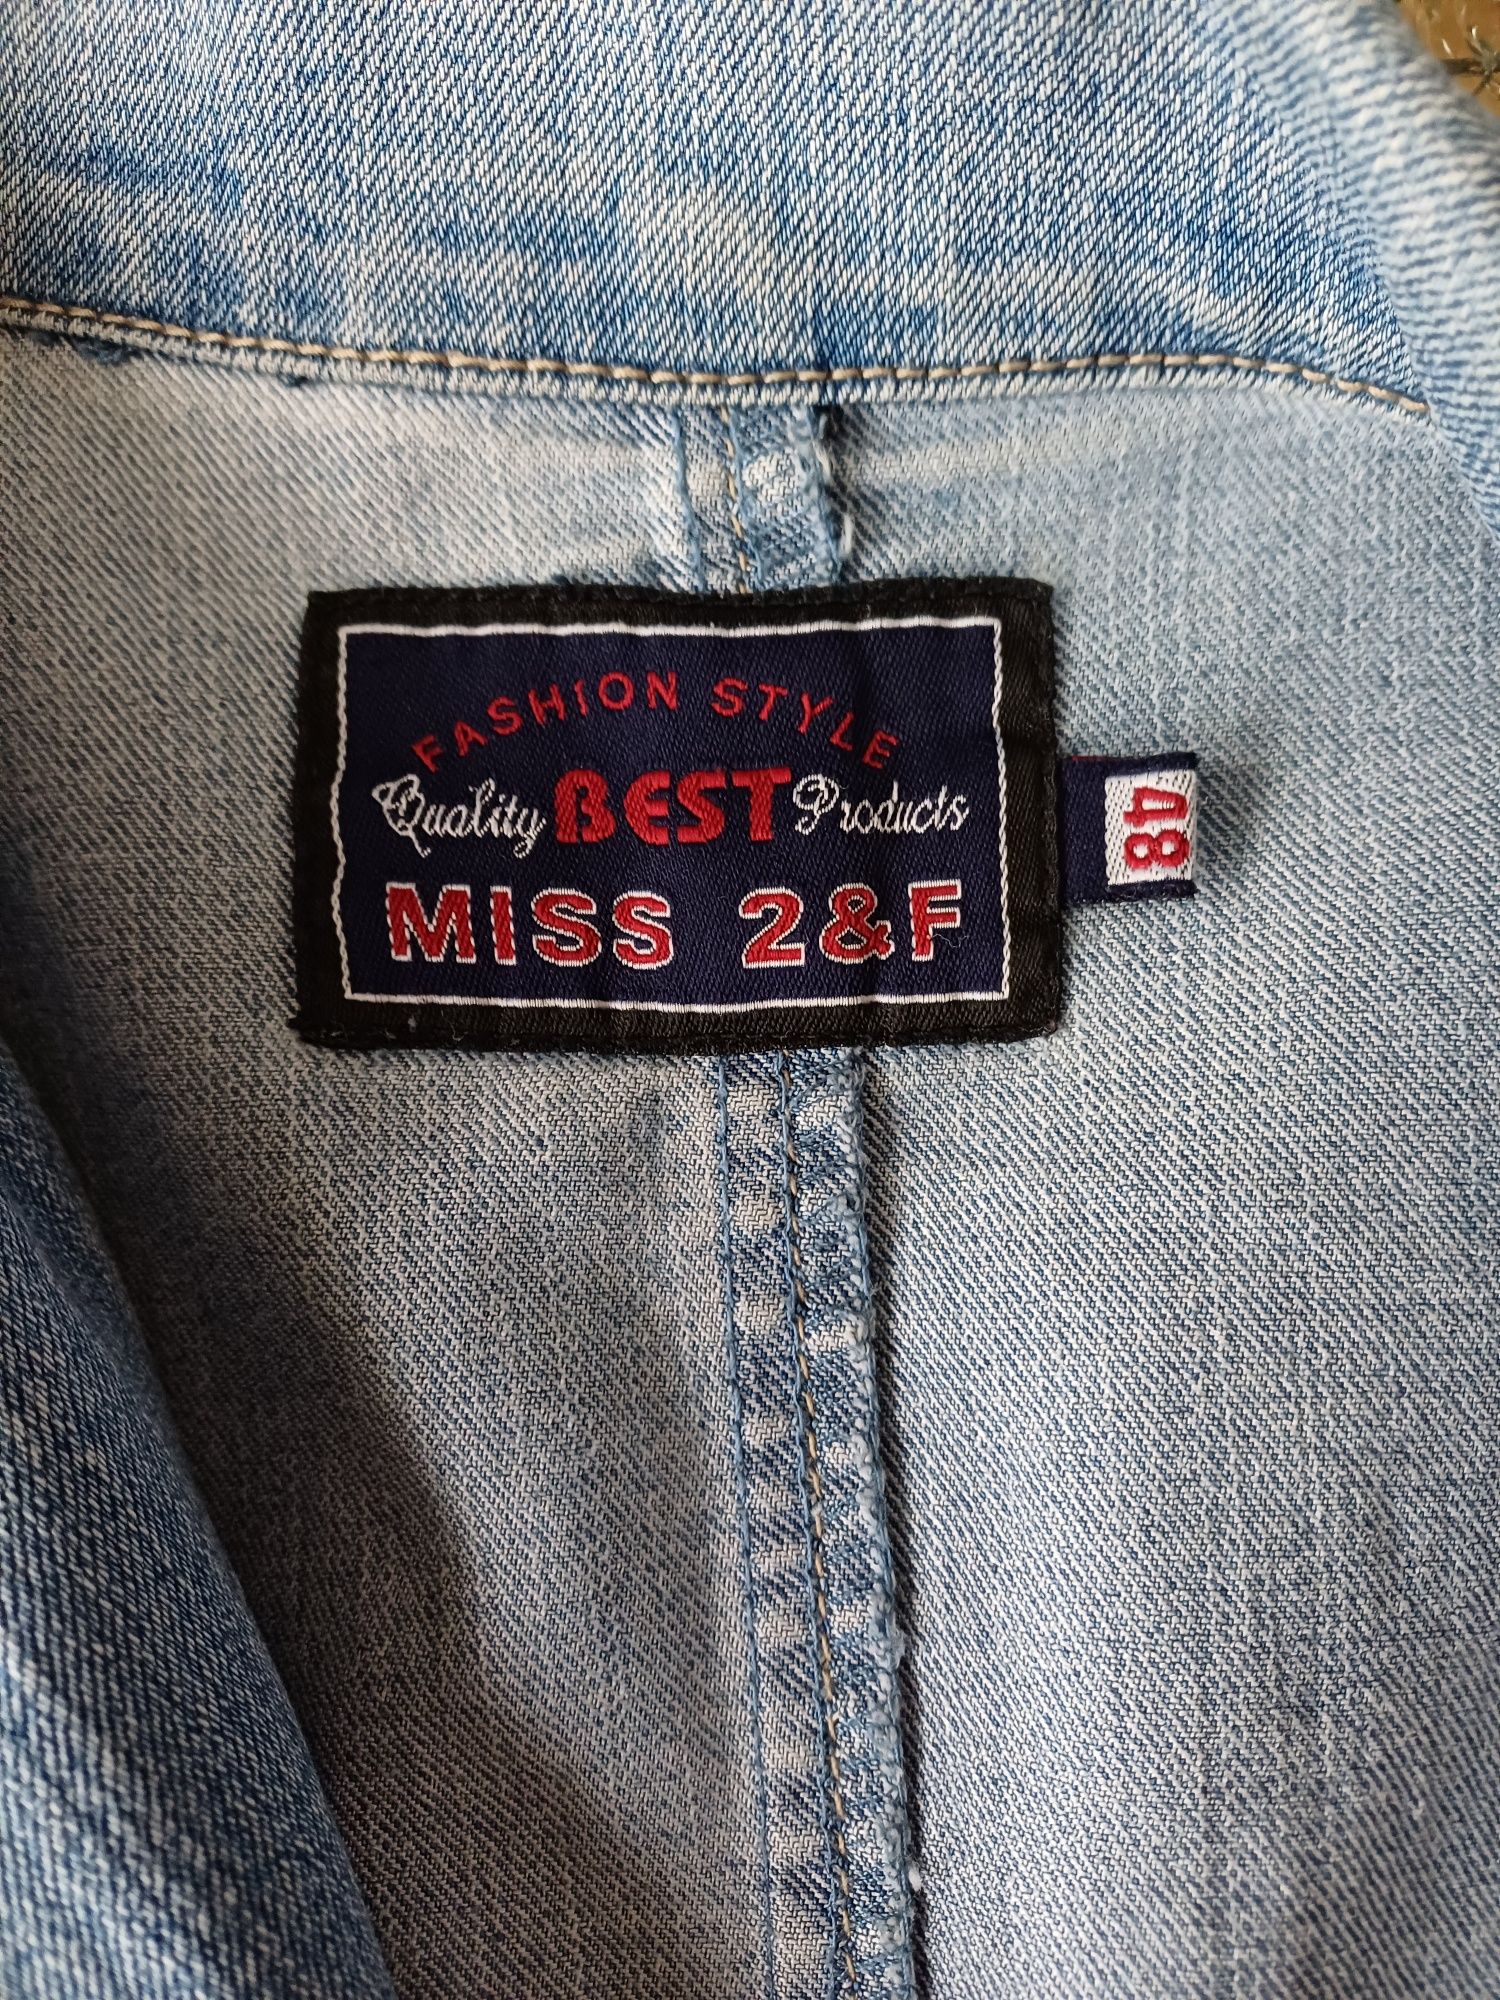 FASHION STYLE
Quality BEST Products
MISS 2&F
48